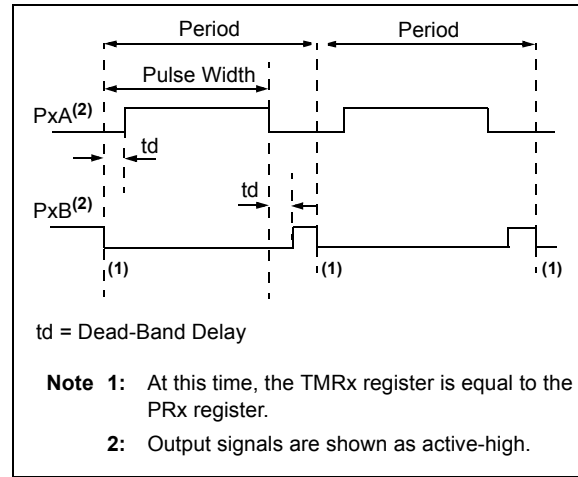 Period Period
Pulse Width
PxA(2)
td
td
PxB(2)
(1) (1) (1)
td = Dead-Band Delay
Note 1: At this time, the TMRx register is equal to the
PRx register.
2: Output signals are shown as active-high.